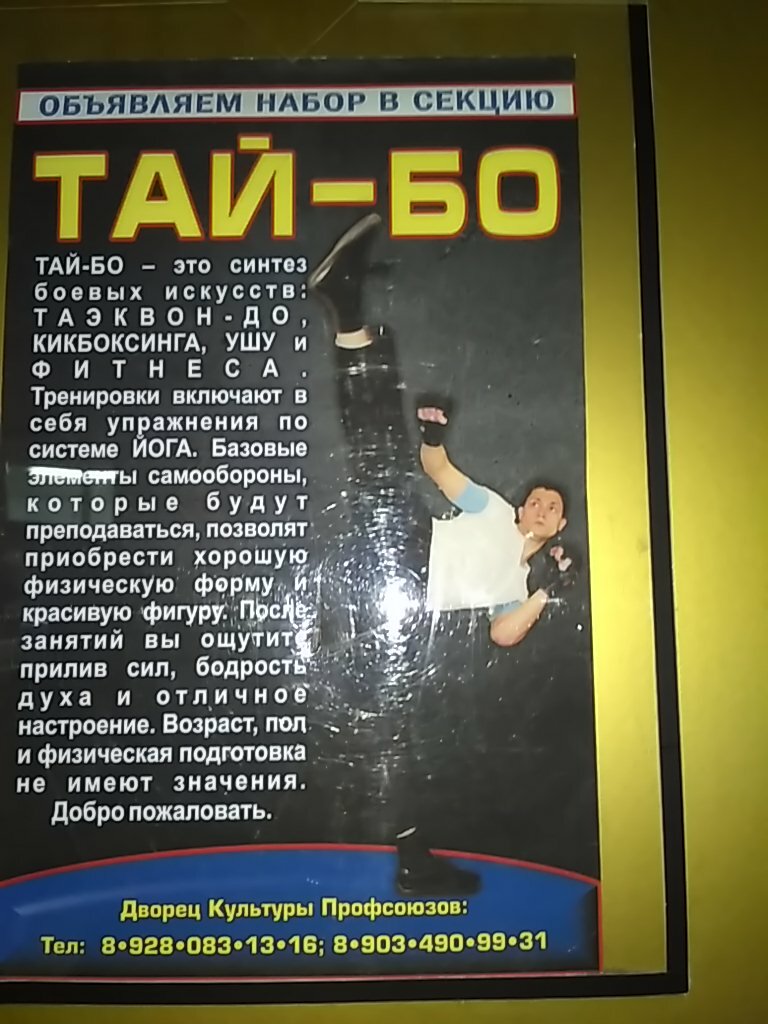 ОБЪЯВЛЯЕМ НАБОР В СЕКЦИЮ
ТАЙ-БО
ТАЙ-БО – это синтез
боевых искусств:
ТАЭКВОН-ДО,
КИКБОКСИНГА, УШУ и
ФИТНЕСА.
Тренировки включают в
себя упражнения по
системе ЙОГА. Базовые
элементы самообороны,
которые будут
преподаваться, позволят
приобрести хорошую
физическую форму и
красивую фигуру. После
занятий вы ощутите
прилив сил, бодрость
духа и отличное
настроение. Возраст, пол
и физическая подготовка
не имеют значения.
Добро пожаловать.
Дворец Культуры Профсоюзов:
Тел: 8•928•083•13•16; 8•903•490•99•31